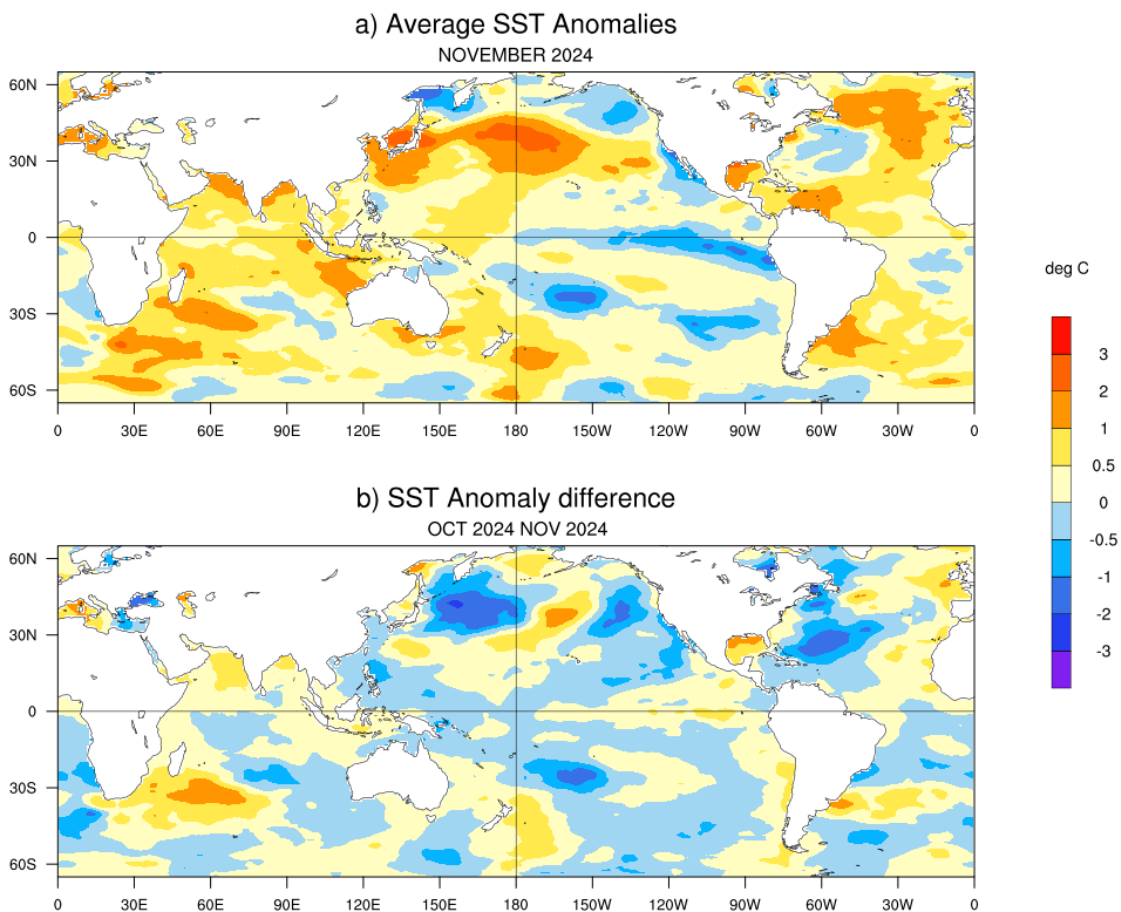 a) Average SST Anomalies
NOVEMBER 2024
60N
30N
0
30S
60S
0 30E 60E 90E 120E 150E 180 150W 120W 90W 60W 30W 0
deg C
3
2
1
0.5
0
-0.5
-1
-2
-3
b) SST Anomaly difference
OCT 2024 NOV 2024
60N
30N
0
30S
60S
0 30E 60E 90E 120E 150E 180 150W 120W 90W 60W 30W 0